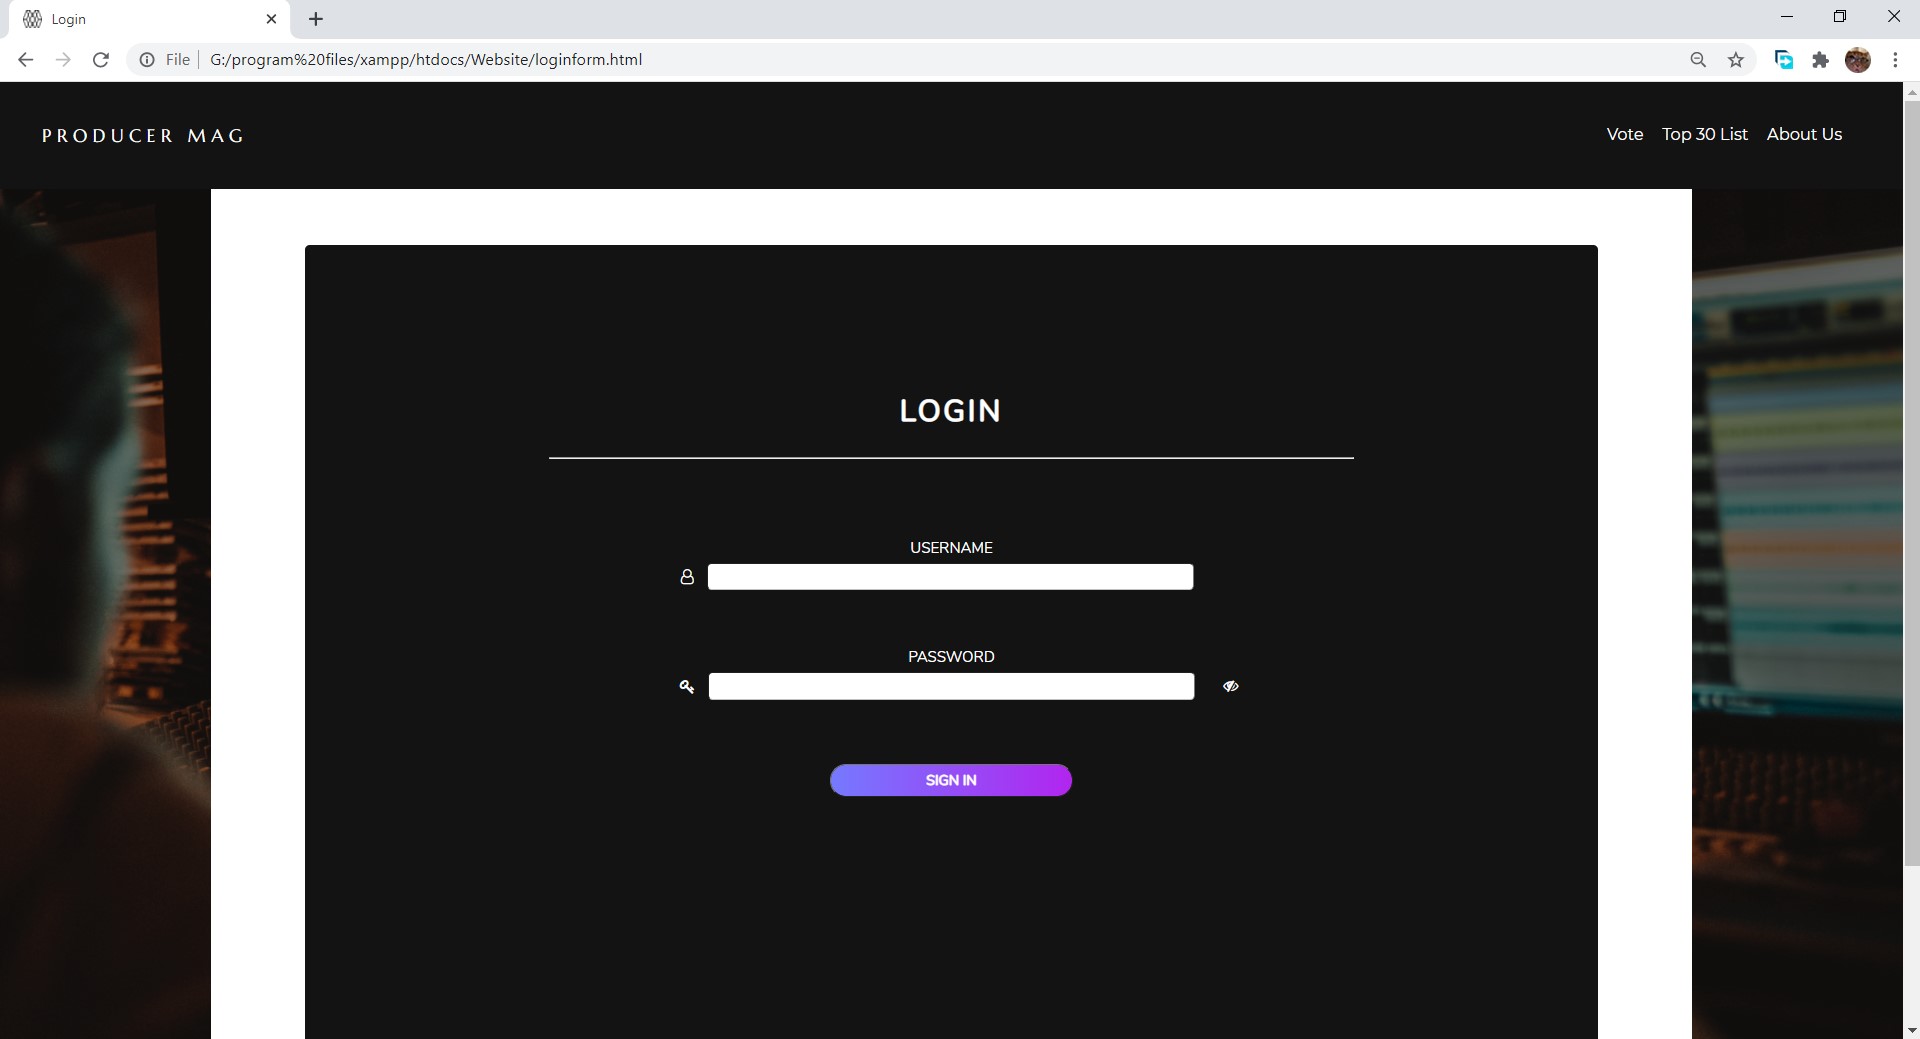 Login
File
G:/program%20files/xampp/htdocs/Website/loginform.html
PRODUCER MAG
Vote
Top 30 List
About Us
LOGIN
USERNAME
PASSWORD
SIGN IN